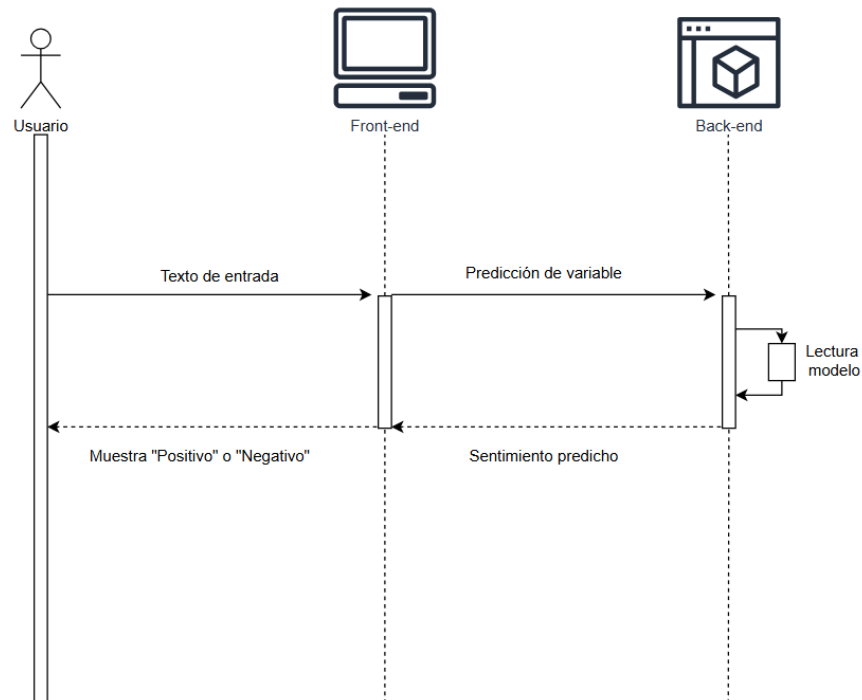 Usuario
Front-end
Back-end
Texto de entrada
Predicción de variable
Lectura
modelo
Muestra "Positivo" o "Negativo"
Sentimiento predicho